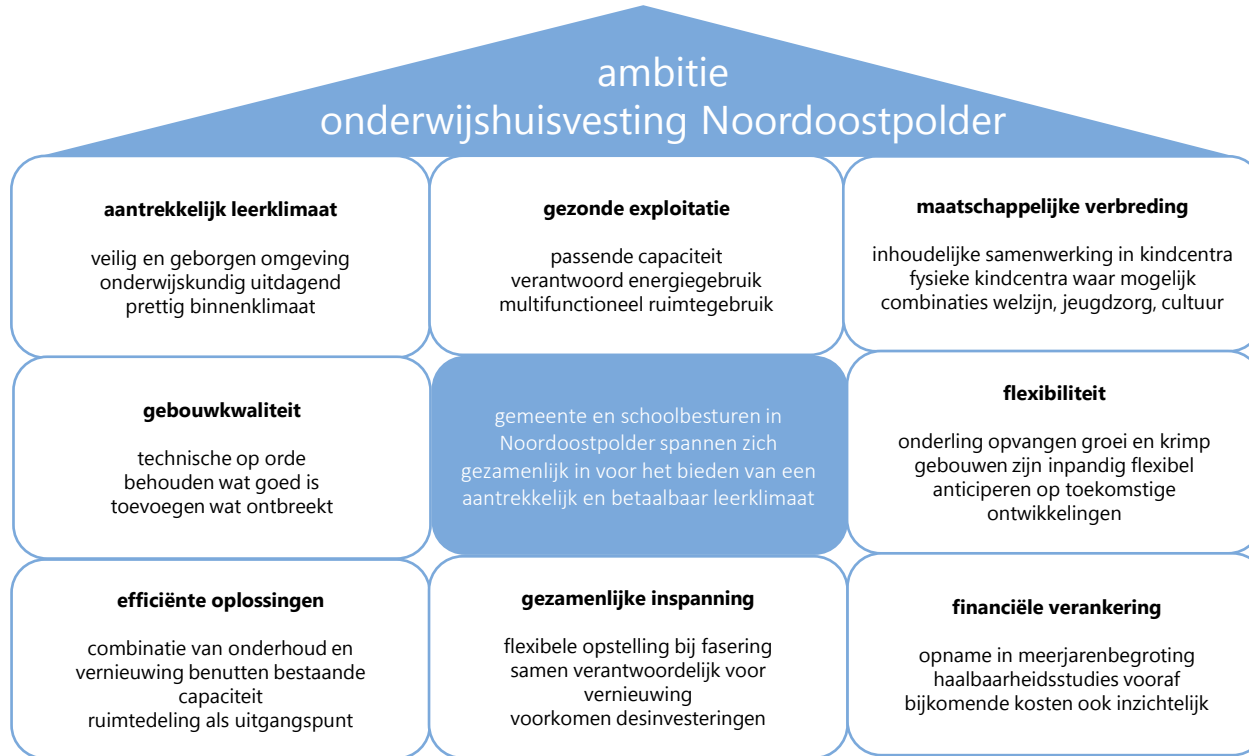 ambitie
onderwijshuisvesting Noordoostpolder
aantrekkelijk leerklimaat
veilig en geborgen omgeving
onderwijskundig uitdagend
prettig binnenklimaat
gezonde exploitatie
passende capaciteit
verantwoord energiegebruik
multifunctioneel ruimtegebruik
maatschappelijke verbreding
inhoudelijke samenwerking in kindcentra
fysieke kindcentra waar mogelijk
combinaties welzijn, jeugdzorg, cultuur
gebouwkwaliteit
technische op orde
behouden wat goed is
toevoegen wat ontbreekt
gemeente en schoolbesturen in
Noordoostpolder spannen zich
gezamenlijk in voor het bieden van een
aantrekkelijk en betaalbaar leerklimaat
flexibiliteit
onderling opvangen groei en krimp
gebouwen zijn inpandig flexibel
anticiperen op toekomstige
ontwikkelingen
efficiënte oplossingen
combinatie van onderhoud en
vernieuwing benutten bestaande
capaciteit
ruimtedeling als uitgangspunt
gezamenlijke inspanning
flexibele opstelling bij fasering
samen verantwoordelijk voor
vernieuwing
voorkomen desinvesteringen
financiële verankering
opname in meerjarenbegroting
haalbaarheidsstudies vooraf
bijkomende kosten ook inzichtelijk